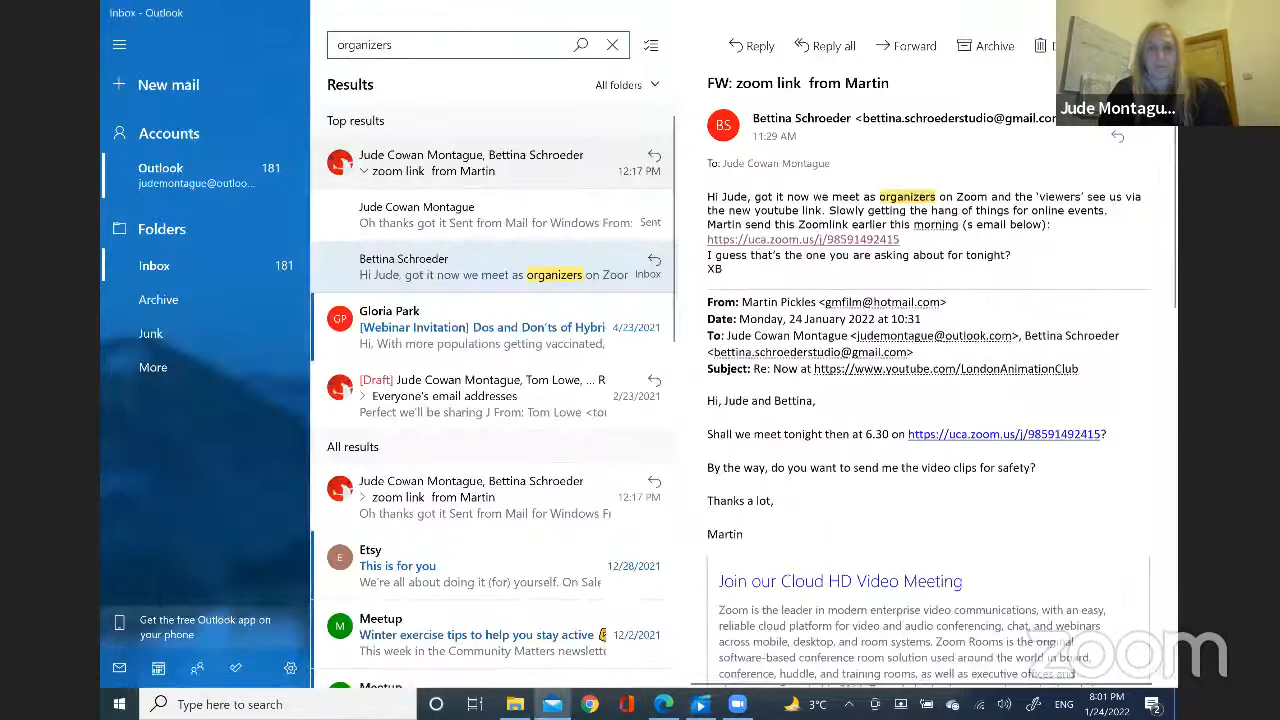 Inbox - Outlook
New mail
Accounts
Outlook 181
judemontague@outloo...
Folders
Inbox 181
Archive
Junk
More
Get the free Outlook app on
your phone
organizers
Results
All folders
Top results
Jude Cowan Montague, Bettina Schroeder
zoom link from Martin 12:17 PM
Jude Cowan Montague
Oh thanks got it Sent from Mail for Windows From: Sent
Bettina Schroeder
Hi Jude, got it now we meet as organizers on Zoor Inbox
GP
Gloria Park
[Webinar Invitation] Dos and Don'ts of Hybri 4/23/2021
Hi, With more populations getting vaccinated,
[Draft] Jude Cowan Montague, Tom Lowe, ... R
Everyone's email addresses 2/23/2021
Perfect we'll be sharing J From: Tom Lowe <to
All results
Jude Cowan Montague, Bettina Schroeder
zoom link from Martin 12:17 PM
Oh thanks got it Sent from Mail for Windows Fr
E
Etsy
This is for you 12/28/2021
We're all about doing it (for) yourself. On Sale
M
Meetup
Winter exercise tips to help you stay active 12/2/2021
This week in the Community Matters newslette
Meetup
Reply Reply all Forward Archive D
FW: zoom link from Martin
BS
Bettina Schroeder <bettina.schroederstudio@gmail.cor
11:29 AM
To: Jude Cowan Montague
Hi Jude, got it now we meet as organizers on Zoom and the 'viewers' see us via
the new youtube link. Slowly getting the hang of things for online events.
Martin send this Zoomlink earlier this morning (s email below):
https://uca.zoom.us/j/98591492415
I guess that's the one you are asking about for tonight?
XB
From: Martin Pickles <gmfilm@hotmail.com>
Date: Monday, 24 January 2022 at 10:31
To: Jude Cowan Montague <judemontague@outlook.com>, Bettina Schroeder
<bettina.schroederstudio@gmail.com>
Subject: Re: Now at https://www.youtube.com/LondonAnimationClub
Hi, Jude and Bettina,
Shall we meet tonight then at 6.30 on https://uca.zoom.us/j/98591492415?
By the way, do you want to send me the video clips for safety?
Thanks a lot,
Martin
Join our Cloud HD Video Meeting
Zoom is the leader in modern enterprise video communications, with an easy,
reliable cloud platform for video and audio conferencing, chat, and webinars
across mobile, desktop, and room systems. Zoom Rooms is the original
software-based conference room solution used around the world in board,
conference, huddle, and training rooms, as well as executive offices and
zoom
Jude Montagu...
Type here to search
3°C
ENG
8:01 PM
1/24/2022
2